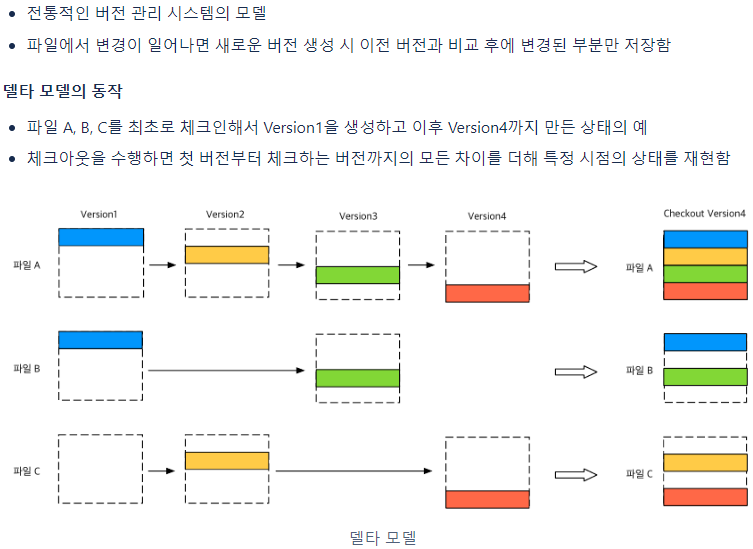 전통적인 버전 관리 시스템의 모델
파일에서 변경이 일어나면 새로운 버전 생성 시 이전 버전과 비교 후에 변경된 부분만 저장함
델타 모델의 동작
파일 A, B, C를 최초로 체크인해서 Version1을 생성하고 이후 Version4까지 만든 상태의 예
체크아웃을 수행하면 첫 버전부터 체크하는 버전까지의 모든 차이를 더해 특정 시점의 상태를 재현함
Version1 Version2 Version3 Version4 Checkout Version4
파일 A 파일 A
파일 B 파일 B
파일 C 파일 C
델타 모델